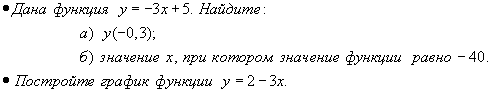 • Дана функция y = −3x + 5. Найдите:
а) y(−0,3);
б) значение x, при котором значение функции равно − 40.
• Постройте график функции y = 2 − 3x.